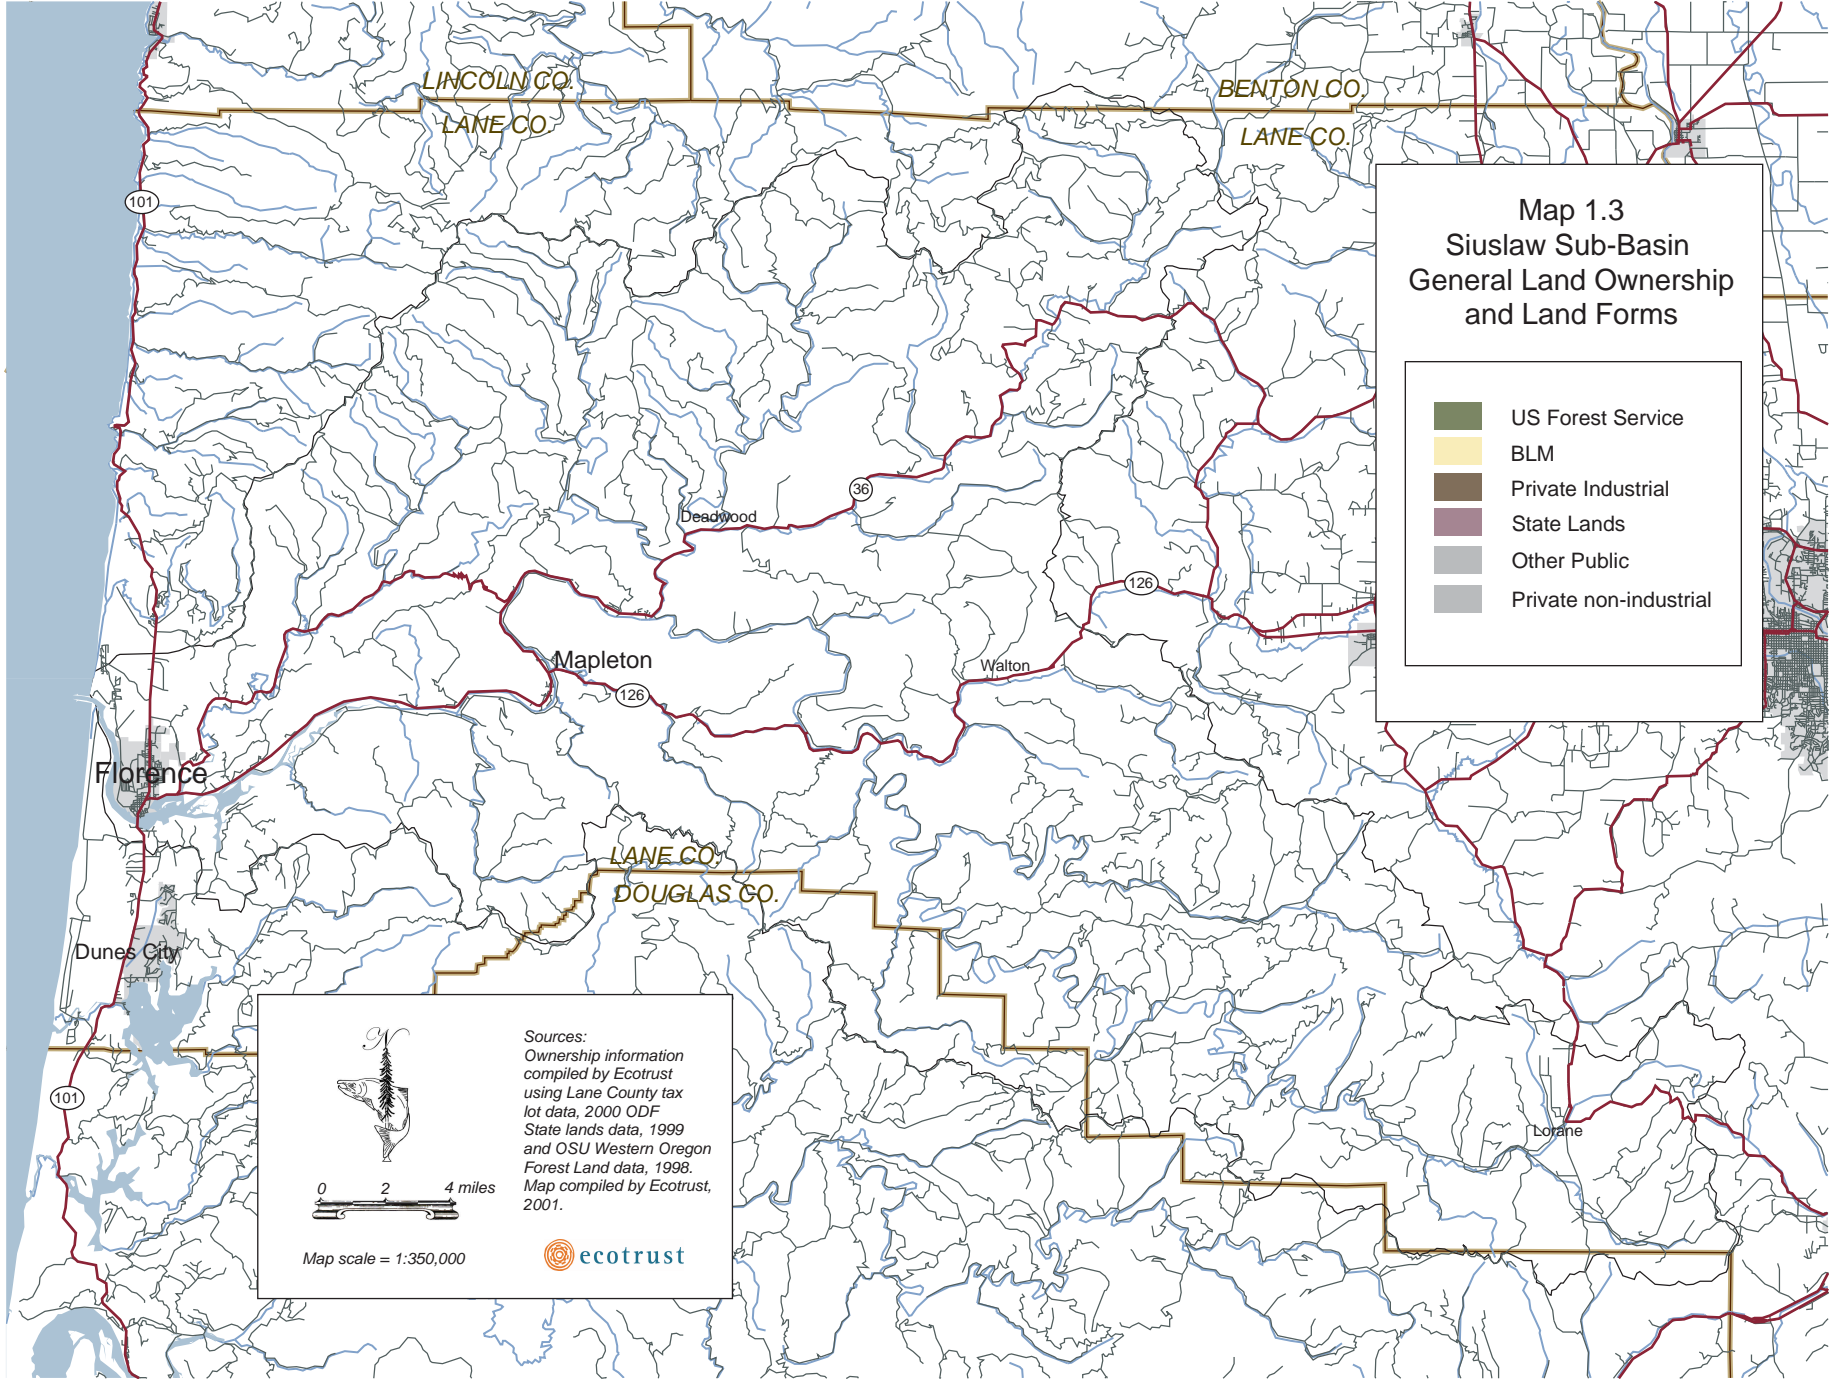 LINCOLN CO.
LANE CO.
BENTON CO.
LANE CO.
101
Map 1.3
Siuslaw Sub-Basin
General Land Ownership
and Land Forms
US Forest Service
BLM
Private Industrial
State Lands
Other Public
Private non-industrial
36
Deadwood
126
Mapleton
126
Walton
Florence
LANE CO.
DOUGLAS CO.
Dunes City
101
N
Sources:
Ownership information
compiled by Ecotrust
using Lane County tax
lot data, 2000 ODF
State lands data, 1999
and OSU Western Oregon
Forest Land data, 1998.
Map compiled by Ecotrust,
2001.
0 2 4 miles
Map scale = 1:350,000
ecotrust
Lorane